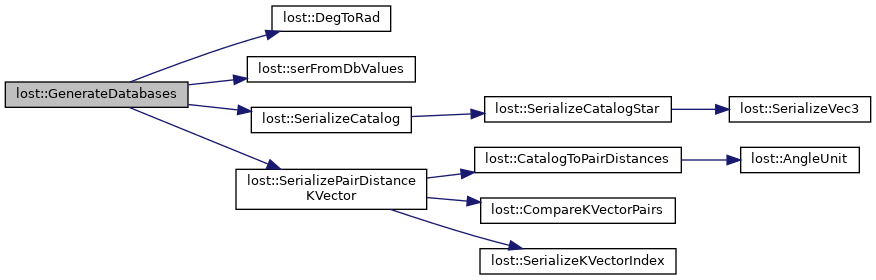 lost::GenerateDatabases
lost::DegToRad
lost::serFromDbValues
lost::SerializeCatalog
lost::SerializePairDistance
KVector
lost::SerializeCatalogStar
lost::SerializeVec3
lost::CatalogToPairDistances
lost::AngleUnit
lost::CompareKVectorPairs
lost::SerializeKVectorIndex